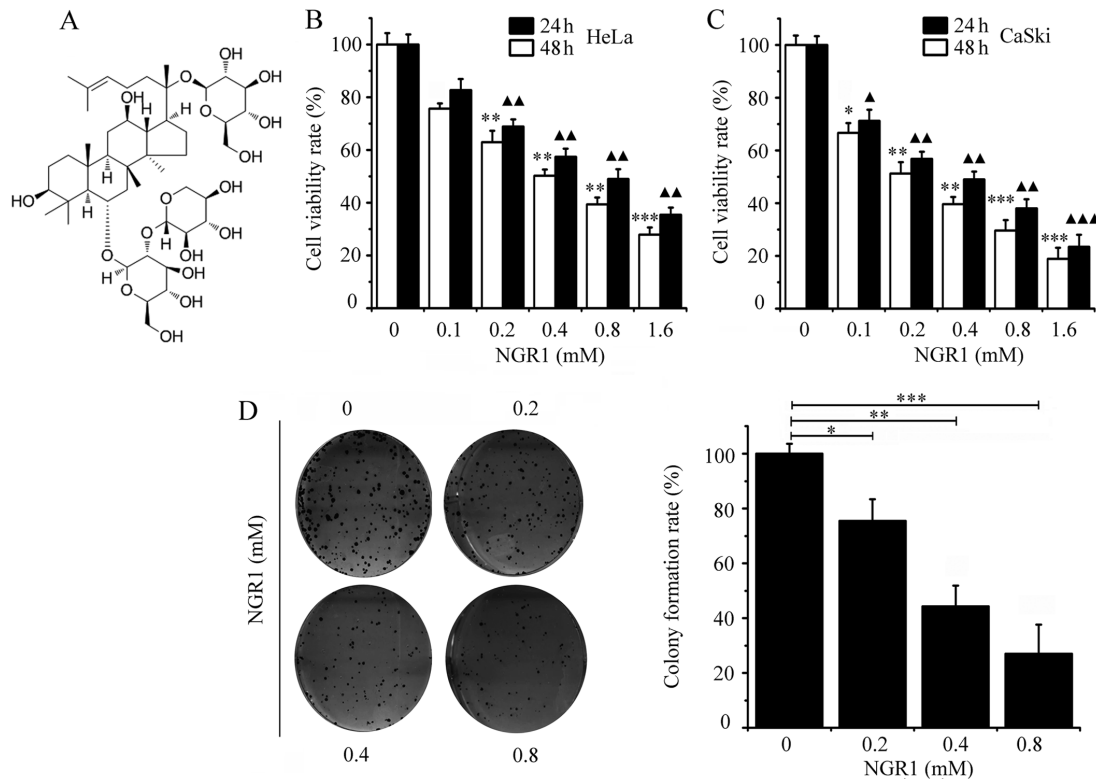 A
OH
OH
O
O
OH
OH
OH
H
H
H
HO
H
O
OH
O
O
H
OH
OH
O
H
OH
O
OH
OH
OH
B
24h
48h
HeLa
Cell viability rate (%)
100
80
60
40
20
0
**
▲▲
**
▲▲
**
▲▲
***
▲▲
0 0.1 0.2 0.4 0.8 1.6
NGR1 (mM)
C
24h
48h
CaSki
Cell viability rate (%)
100
80
60
40
20
0
*
▲
**
▲▲
**
▲▲
***
▲▲
***
▲▲▲
0 0.1 0.2 0.4 0.8 1.6
NGR1 (mM)
D
0 0.2
NGR1 (mM)
0.4 0.8
***
**
*
Colony formation rate (%)
100
80
60
40
20
0
0 0.2 0.4 0.8
NGR1 (mM)